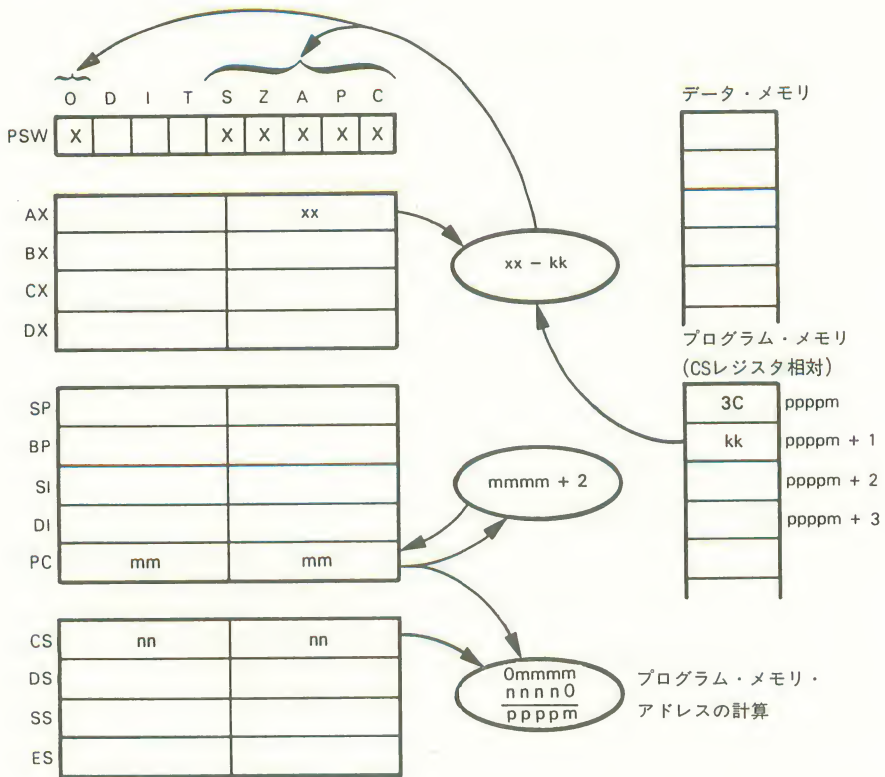 O D I T S Z A P C
PSW X X X X X X
AX xx
BX
CX
DX
xx – kk
データ・メモリ
プログラム・メモリ
(CSレジスタ相対)
3C ppppm
kk ppppm + 1
ppppm + 2
ppppm + 3
SP
BP
SI
DI
PC mm mm
mmmm + 2
CS nn nn
DS
SS
ES
0mmmm
nnnn0
ppppm
プログラム・メモリ・
アドレスの計算